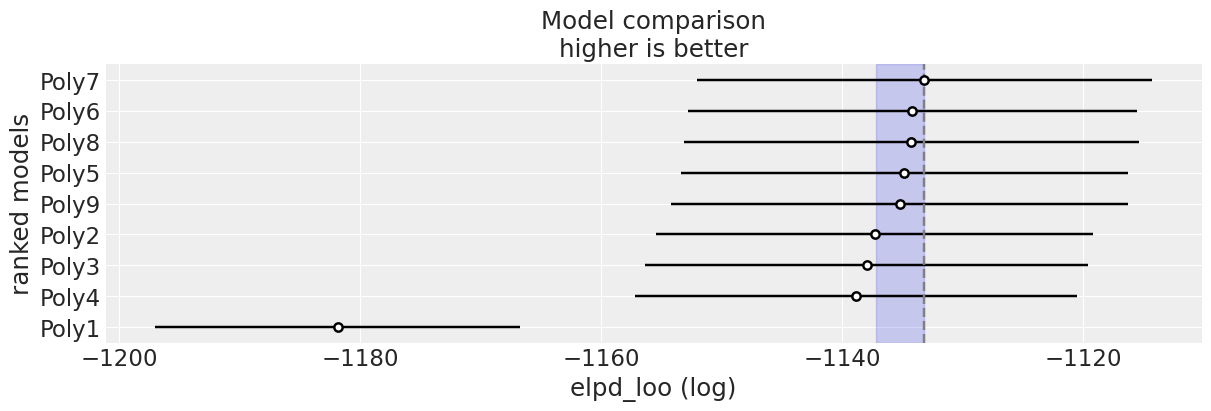 Model comparison
higher is better
Poly7
Poly6
Poly8
Poly5
Poly9
Poly2
Poly3
Poly4
Poly1
ranked models
−1200 −1180 −1160 −1140 −1120
elpd_loo (log)